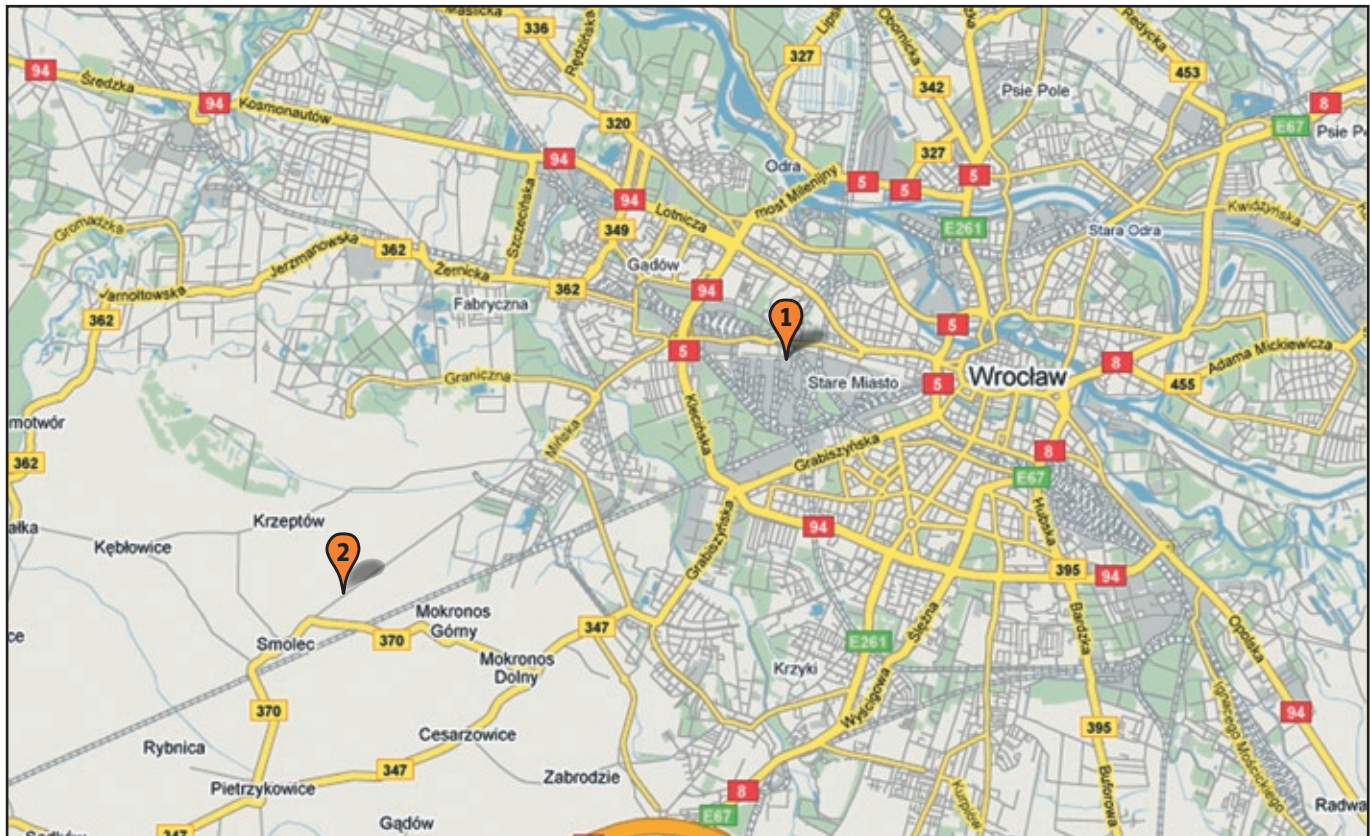 Maślicka
336
Rędzińska
327
Obornicka
342
453
Psie Pole
94
Średzka
94
Kosmonautów
320
8
E67
94
Odra
327
5
5
5
most Milenijny
94
Lotnicza
E261
Kwidzyńska
Stara Odra
Gromadzka
Szczecińska
349
Jerzmanowska
362
Żernicka
Gądów
362
94
Jarnołtowska
Fabryczna
362
1
5
5
8
Adama Mickiewicza
Graniczna
Stare Miasto
5
Wrocław
455
Klecińska
motwór
Mińska
Grabiszyńska
8
362
E67
Krzeptów
94
Hubska
Kębłowice
2
Grabiszyńska
395
94
Mokronos
Górny
Ślężna
Bardzka
Opolska
Smolec
370
347
E261
Mokronos
Dolny
Krzyki
370
Wyścigowa
94
Ignacego Mościckiego
Cesarzowice
395
Rybnica
347
Zabrodzie
Pietrzykowice
8
Buforowa
E67
Gądów
347
Radwa